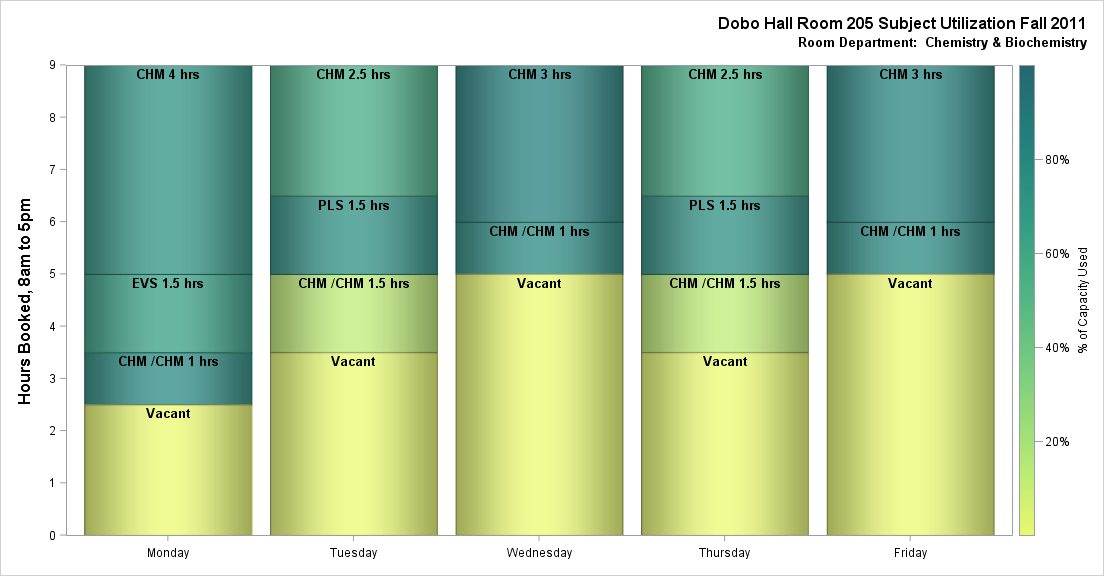 Dobo Hall Room 205 Subject Utilization Fall 2011
Room Department:  Chemistry & Biochemistry
Hours Booked, 8am to 5pm
9
8
7
6
5
4
3
2
1
0
CHM 4 hrs
EVS 1.5 hrs
CHM /CHM 1 hrs
Vacant
CHM 2.5 hrs
PLS 1.5 hrs
CHM /CHM 1.5 hrs
Vacant
CHM 3 hrs
CHM /CHM 1 hrs
Vacant
CHM 2.5 hrs
PLS 1.5 hrs
CHM /CHM 1.5 hrs
Vacant
CHM 3 hrs
CHM /CHM 1 hrs
Vacant
Monday
Tuesday
Wednesday
Thursday
Friday
80%
60%
40%
20%
% of Capacity Used